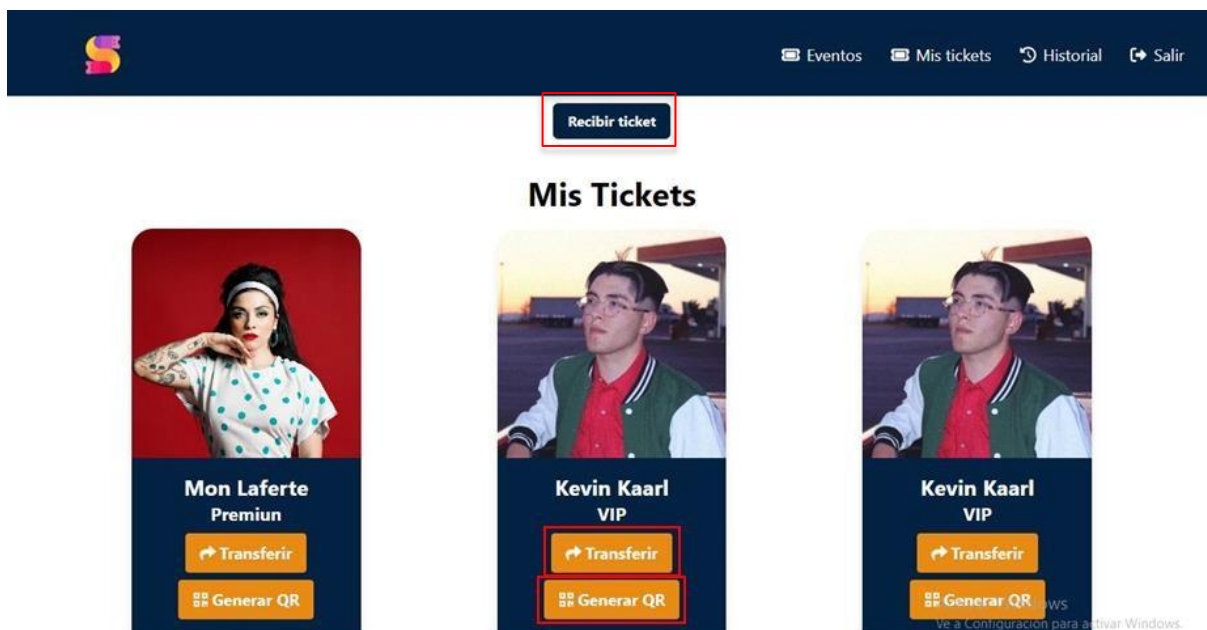 Eventos Mis tickets Historial Salir
Recibir ticket
Mis Tickets
Mon Laferte
Premiun
Transferir
Generar QR
Kevin Kaarl
VIP
Transferir
Generar QR
Kevin Kaarl
VIP
Transferir
Generar QR
Ve a Configuración para activar Windows.